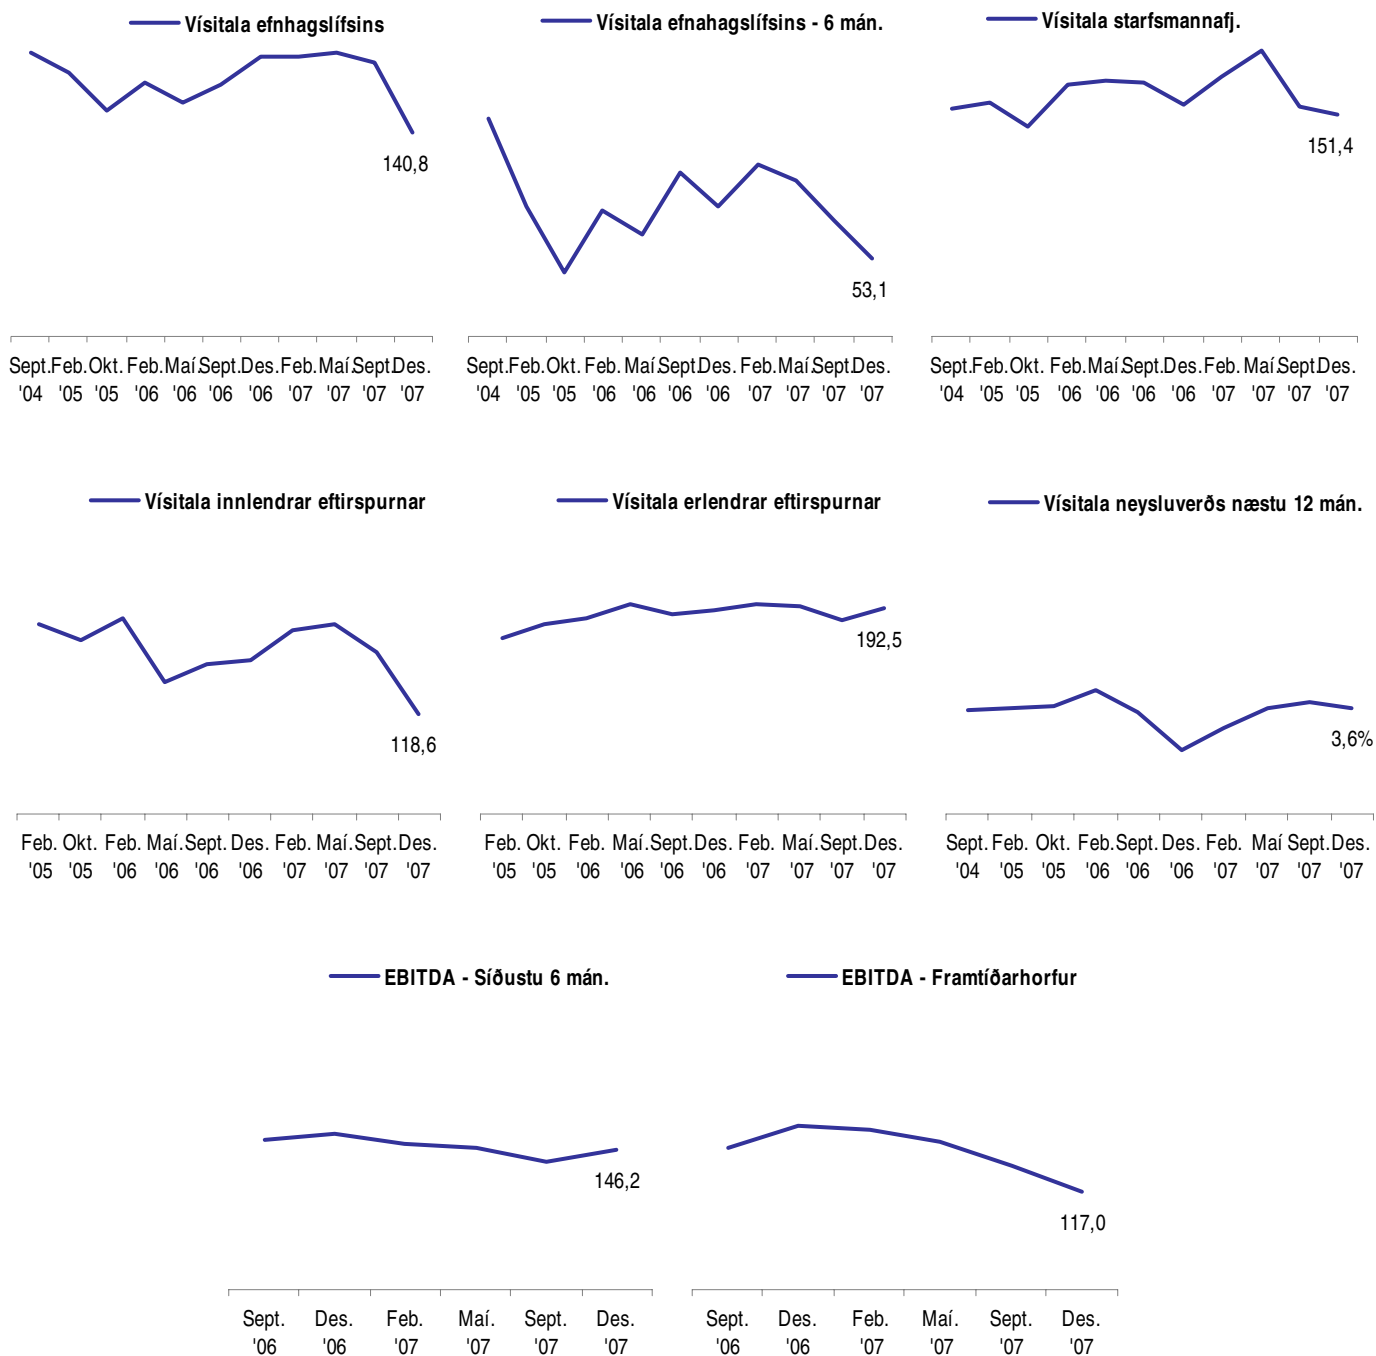 Vísitala efnhagslífsins
140,8
Sept. Feb. Okt. Feb. Maí. Sept. Des. Feb. Maí. Sept. Des.
'04 '05 '05 '06 '06 '06 '06 '07 '07 '07 '07
Vísitala efnahagslífsins - 6 mán.
53,1
Sept. Feb. Okt. Feb. Maí. Sept. Des. Feb. Maí. Sept. Des.
'04 '05 '05 '06 '06 '06 '06 '07 '07 '07 '07
Vísitala starfsmannafj.
151,4
Sept. Feb. Okt. Feb. Maí. Sept. Des. Feb. Maí. Sept. Des.
'04 '05 '05 '06 '06 '06 '06 '07 '07 '07 '07
Vísitala innlendrar eftirspurnar
118,6
Feb. Okt. Feb. Maí. Sept. Des. Feb. Maí. Sept. Des.
'05 '05 '06 '06 '06 '06 '07 '07 '07 '07
Vísitala erlendrar eftirspurnar
192,5
Feb. Okt. Feb. Maí. Sept. Des. Feb. Maí. Sept. Des.
'05 '05 '06 '06 '06 '06 '07 '07 '07 '07
Vísitala neysluverðs næstu 12 mán.
3,6%
Sept. Feb. Okt. Feb. Sept. Des. Feb. Maí Sept. Des.
'04 '05 '05 '06 '06 '06 '07 '07 '07 '07
EBITDA - Síðustu 6 mán.
146,2
Sept. Des. Feb. Maí. Sept. Des.
'06 '06 '07 '07 '07 '07
EBITDA - Framtíðarhorfur
117,0
Sept. Des. Feb. Maí. Sept. Des.
'06 '06 '07 '07 '07 '07